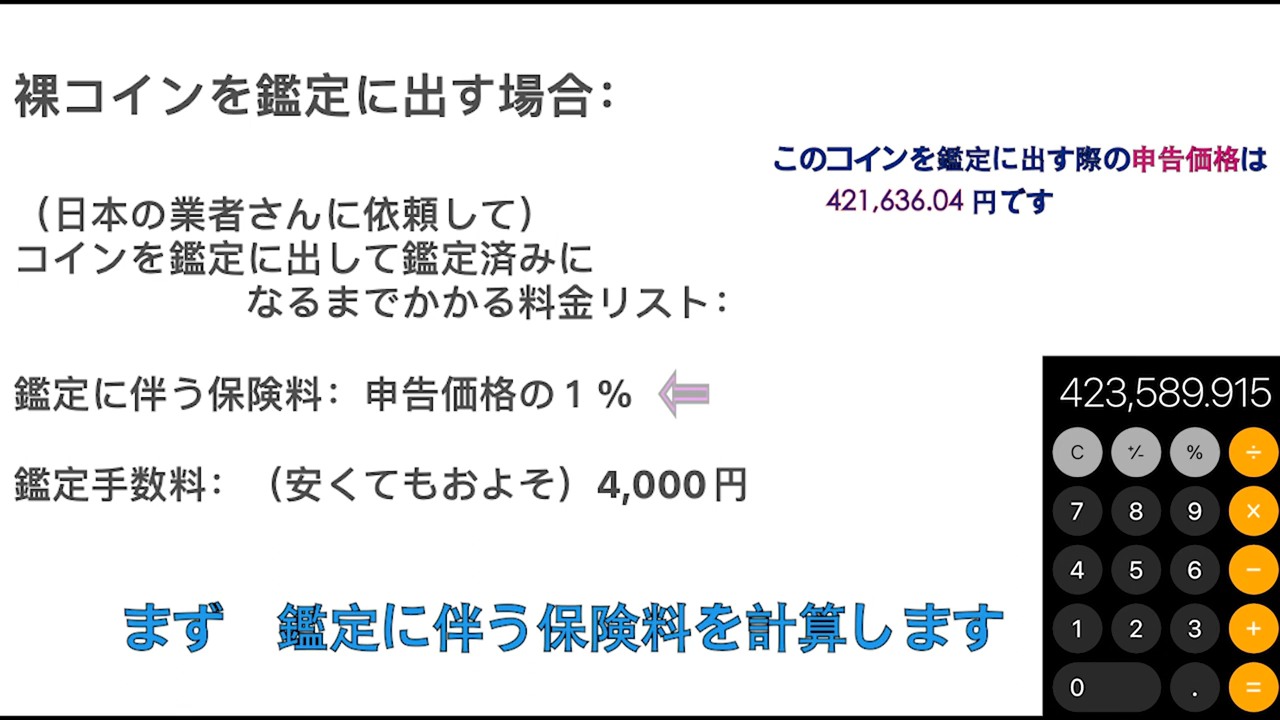 裸コインを鑑定に出す場合：
このコインを鑑定に出す際の申告価格は
421,636.04 円です
（日本の業者さんに依頼して）
コインを鑑定に出して鑑定済みに
なるまでかかる料金リスト：
鑑定に伴う保険料：申告価格の１％
鑑定手数料：（安くてもおよそ）4,000円
まず 鑑定に伴う保険料を計算します
423,589.915
C +/- % ÷
7 8 9 ×
4 5 6 −
1 2 3 +
0 . =